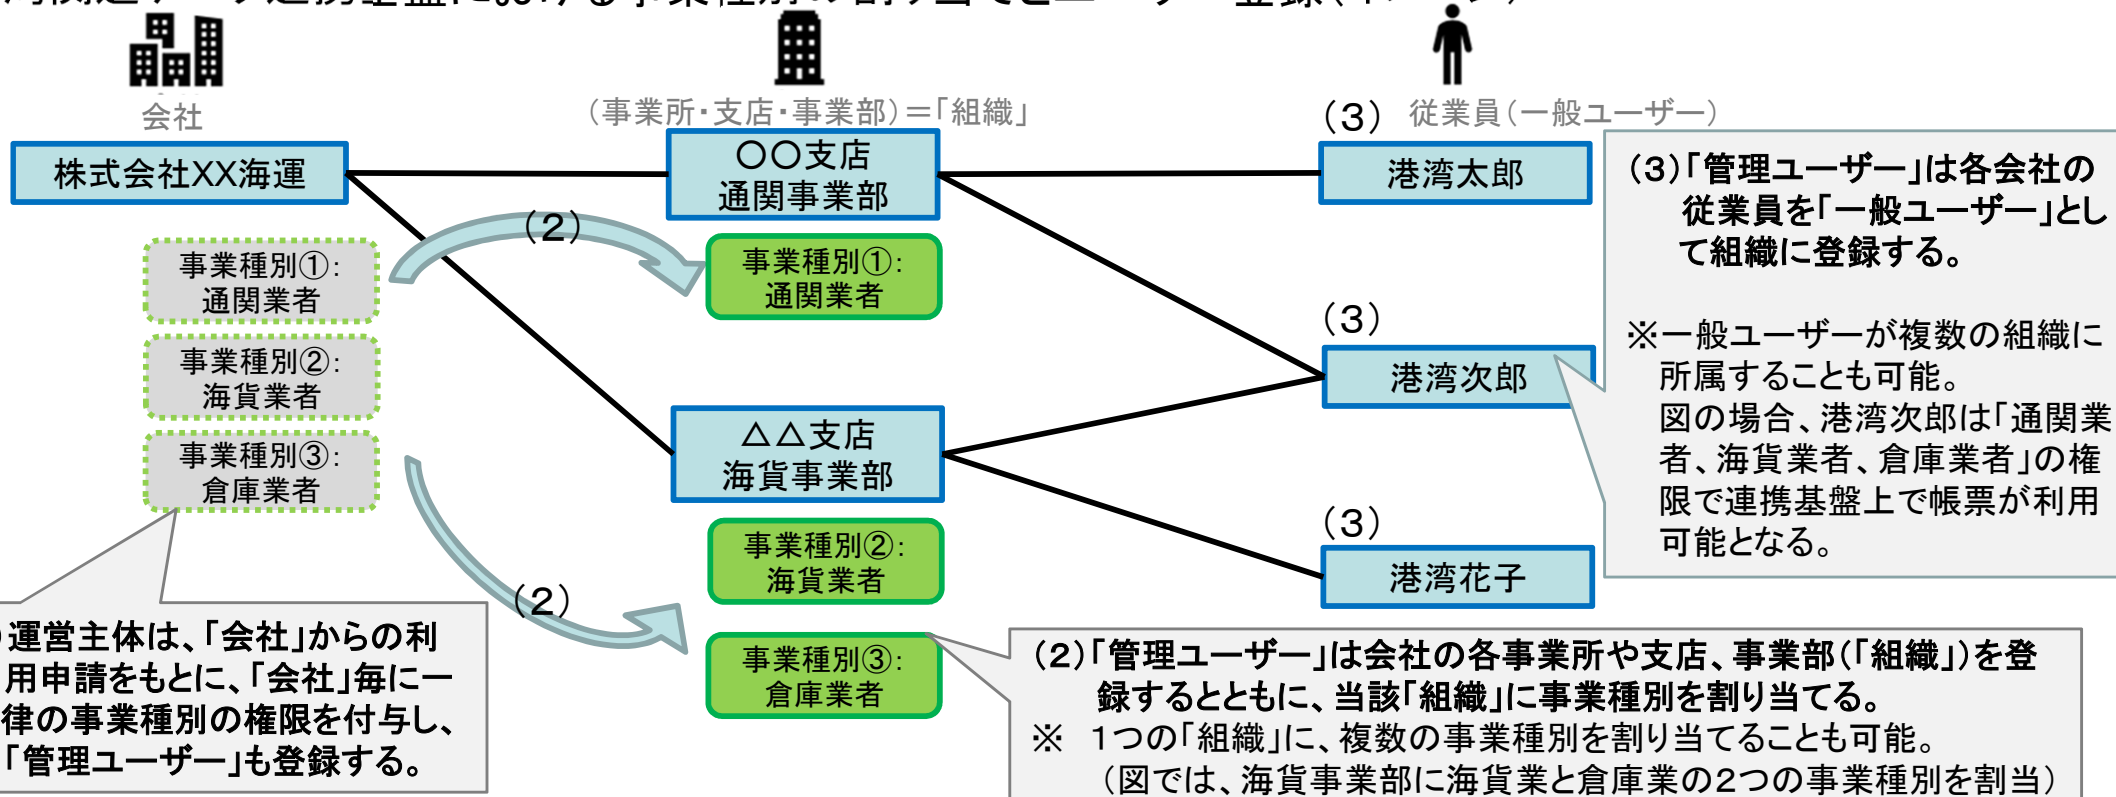 会社
(事業所・支店・事業部)＝「組織」
従業員(一般ユーザー)
株式会社XX海運
〇〇支店
通関事業部
(3)
港湾太郎
(2)
事業種別①:
通関業者
事業種別②:
海貨業者
事業種別③:
倉庫業者
事業種別①:
通関業者
(3)
港湾次郎
△△支店
海貨事業部
(2)
事業種別②:
海貨業者
事業種別③:
倉庫業者
(3)
港湾花子
(3)「管理ユーザー」は各会社の
従業員を「一般ユーザー」とし
て組織に登録する。
※一般ユーザーが複数の組織に
所属することも可能。
図の場合、港湾次郎は「通関業
者、海貨業者、倉庫業者」の権
限で連携基盤上で帳票が利用
可能となる。
運営主体は、「会社」からの利
用申請をもとに、「会社」毎に一
律の事業種別の権限を付与し、
「管理ユーザー」も登録する。
(2)「管理ユーザー」は会社の各事業所や支店、事業部(「組織」)を登
録するとともに、当該「組織」に事業種別を割り当てる。
※ 1つの「組織」に、複数の事業種別を割り当てることも可能。
(図では、海貨事業部に海貨業と倉庫業の2つの事業種別を割当)